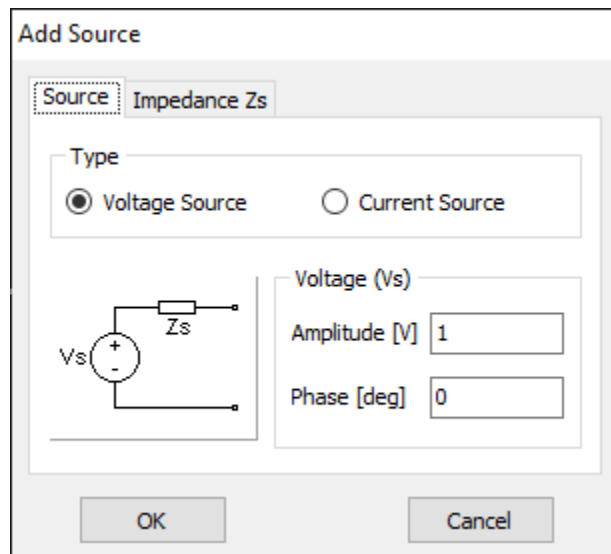 Add Source
Source Impedance Zs
Type
Voltage Source Current Source
Zs
Vs
+
-
Voltage (Vs)
Amplitude [V] 1
Phase [deg] 0
OK Cancel